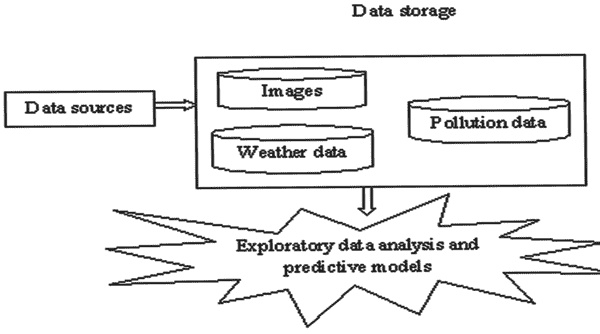 Data storage
Images
Data sources
Pollution data
Weather data
Exploratory data analysis and
predictive models